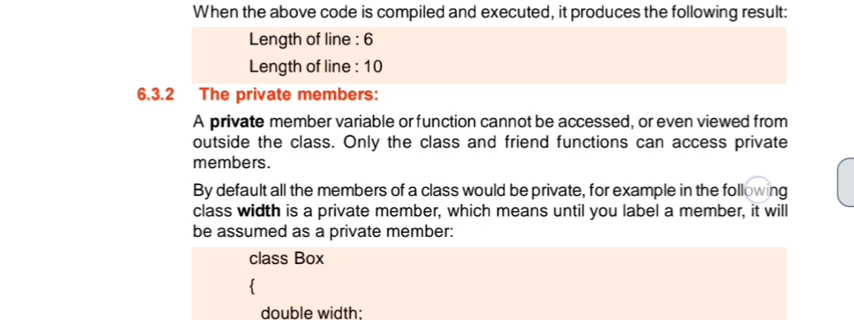 When the above code is compiled and executed, it produces the following result:
Length of line : 6
Length of line : 10
6.3.2 The private members:
A private member variable or function cannot be accessed, or even viewed from
outside the class. Only the class and friend functions can access private
members.
By default all the members of a class would be private, for example in the following
class width is a private member, which means until you label a member, it will
be assumed as a private member:
class Box
{
double width;